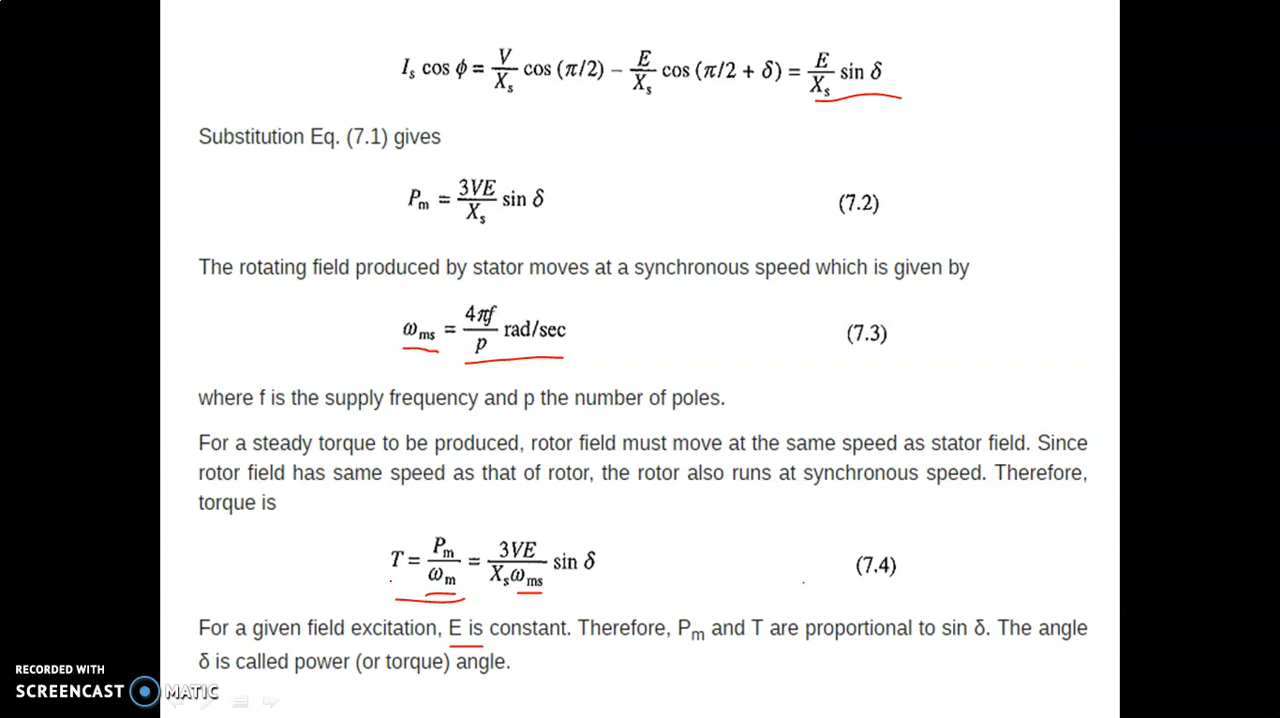 I_s cos ϕ = V/X_s cos (π/2) − E/X_s cos (π/2 + δ) = E/X_s sin δ
Substitution Eq. (7.1) gives
P_m = 3VE/X_s sin δ (7.2)
The rotating field produced by stator moves at a synchronous speed which is given by
ω_ms = 4πf/p rad/sec (7.3)
where f is the supply frequency and p the number of poles.
For a steady torque to be produced, rotor field must move at the same speed as stator field. Since
rotor field has same speed as that of rotor, the rotor also runs at synchronous speed. Therefore,
torque is
T = P_m/ω_m = 3VE/X_sω_ms sin δ (7.4)
For a given field excitation, E is constant. Therefore, P_m and T are proportional to sin δ. The angle
δ is called power (or torque) angle.
RECORDED WITH
SCREENCAST MATIC